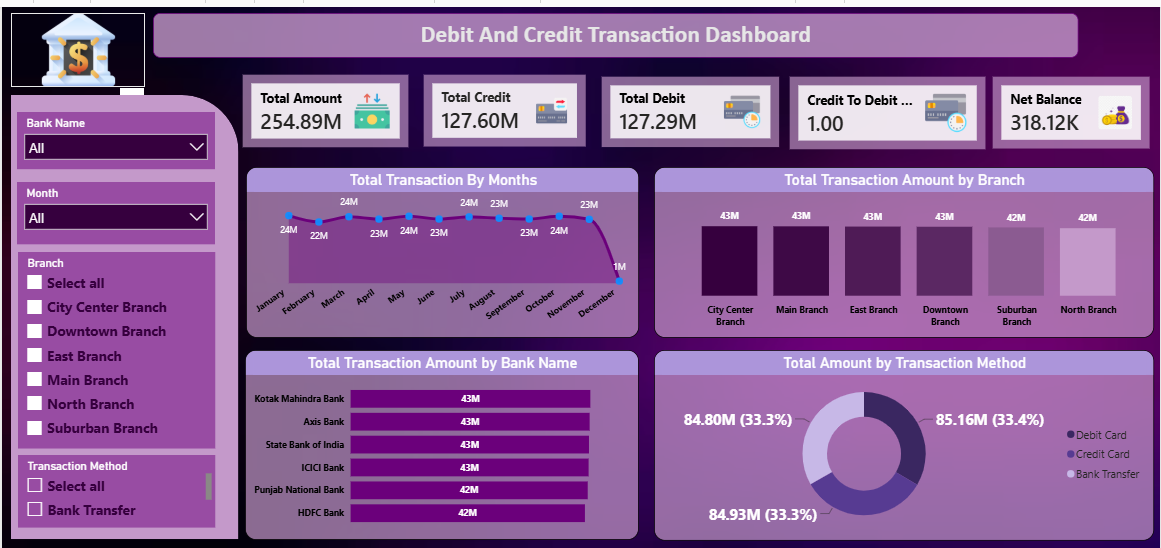 Debit And Credit Transaction Dashboard
$
Total Amount
254.89M
Total Credit
127.60M
Total Debit
127.29M
Credit To Debit ...
1.00
Net Balance
318.12K
Bank Name
All
Month
All
Branch
Select all
City Center Branch
Downtown Branch
East Branch
Main Branch
North Branch
Suburban Branch
Transaction Method
Select all
Bank Transfer
Total Transaction By Months
24M
22M
24M
23M
24M
23M
24M
23M
23M
24M
23M
1M
January
February
March
April
May
June
July
August
September
October
November
December
Total Transaction Amount by Branch
43M
43M
43M
43M
42M
42M
City Center
Branch
Main Branch
East Branch
Downtown
Branch
Suburban
Branch
North Branch
Total Transaction Amount by Bank Name
Kotak Mahindra Bank 43M
Axis Bank 43M
State Bank of India 43M
ICICI Bank 43M
Punjab National Bank 42M
HDFC Bank 42M
Total Amount by Transaction Method
84.80M (33.3%)
85.16M (33.4%)
84.93M (33.3%)
Debit Card
Credit Card
Bank Transfer